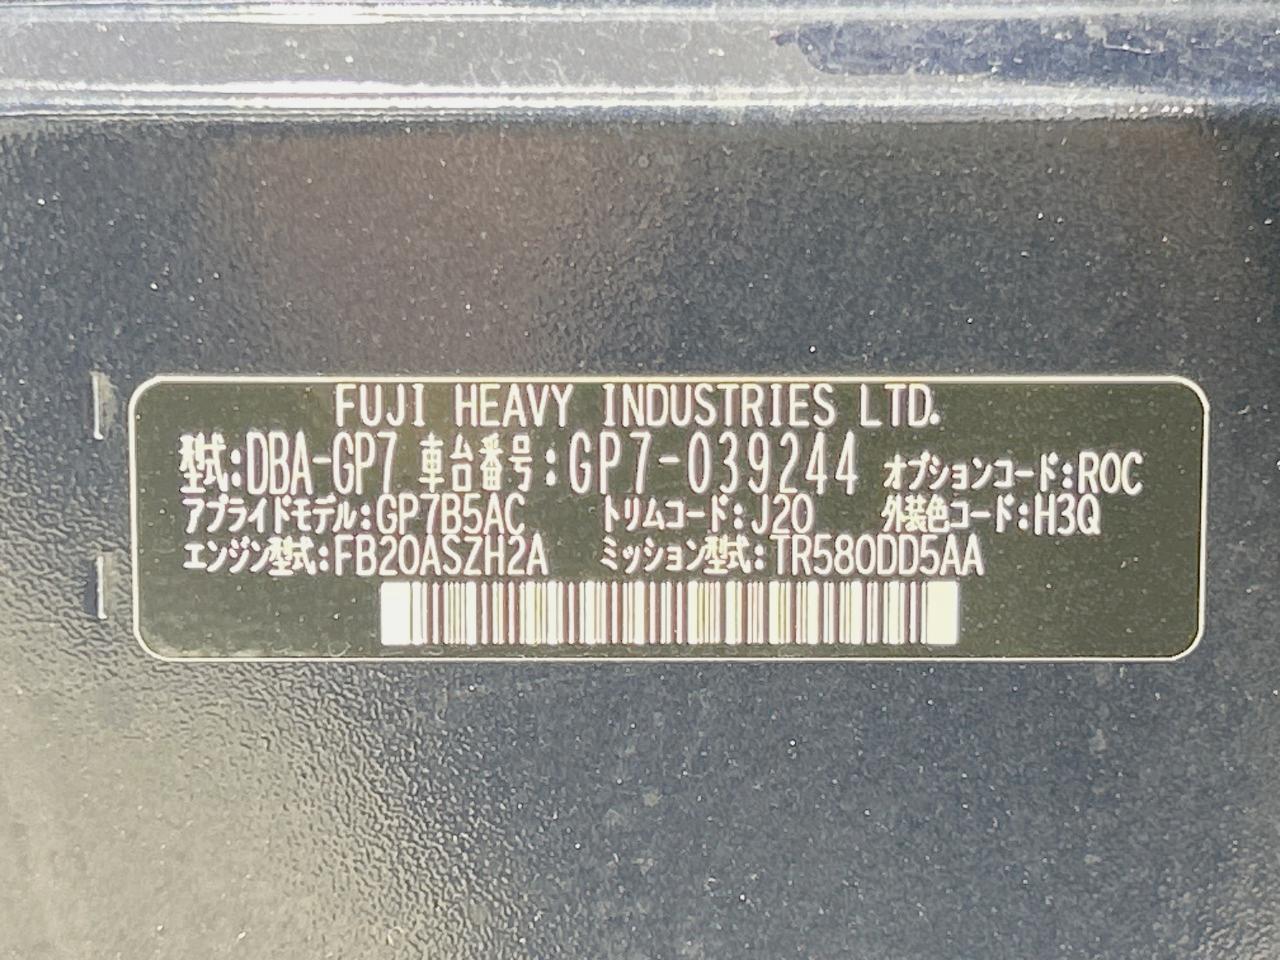 FUJI HEAVY INDUSTRIES LTD.
型式:DBA-GP7 車台番号:GP7-039244 オプションコード:ROC
アプライドモデル:GP7B5AC トリムコード:J20 外装色コード:H3Q
エンジン型式:FB20ASZH2A ミッション型式:TR580DD5AA